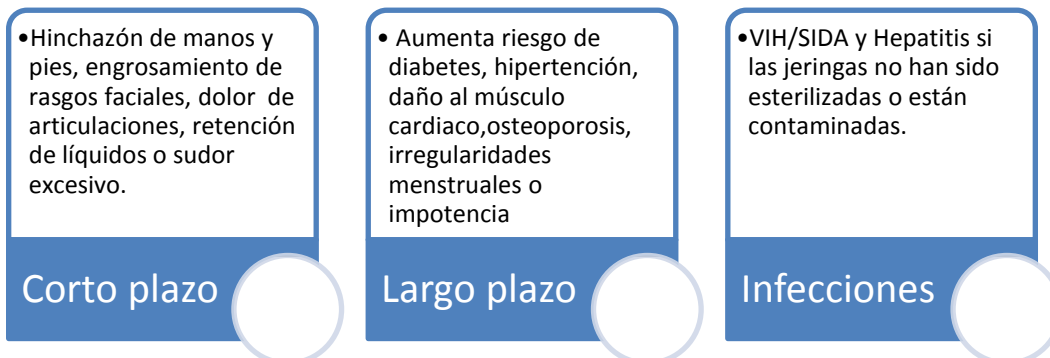 •Hinchazón de manos y
pies, engrosamiento de
rasgos faciales, dolor de
articulaciones, retención
de líquidos o sudor
excesivo.
Corto plazo
• Aumenta riesgo de
diabetes, hipertención,
daño al músculo
cardiaco,osteoporosis,
irregularidades
menstruales o
impotencia
Largo plazo
•VIH/SIDA y Hepatitis si
las jeringas no han sido
esterilizadas o están
contaminadas.
Infecciones